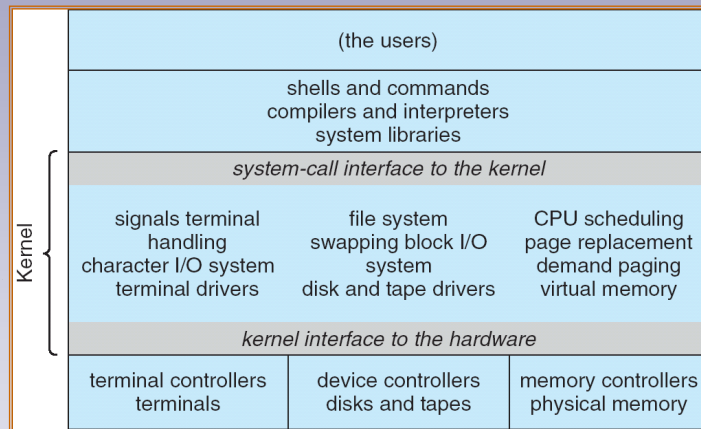 (the users)
shells and commands
compilers and interpreters
system libraries
system-call interface to the kernel
Kernel
signals terminal
handling
character I/O system
terminal drivers
file system
swapping block I/O
system
disk and tape drivers
CPU scheduling
page replacement
demand paging
virtual memory
kernel interface to the hardware
terminal controllers
terminals
device controllers
disks and tapes
memory controllers
physical memory